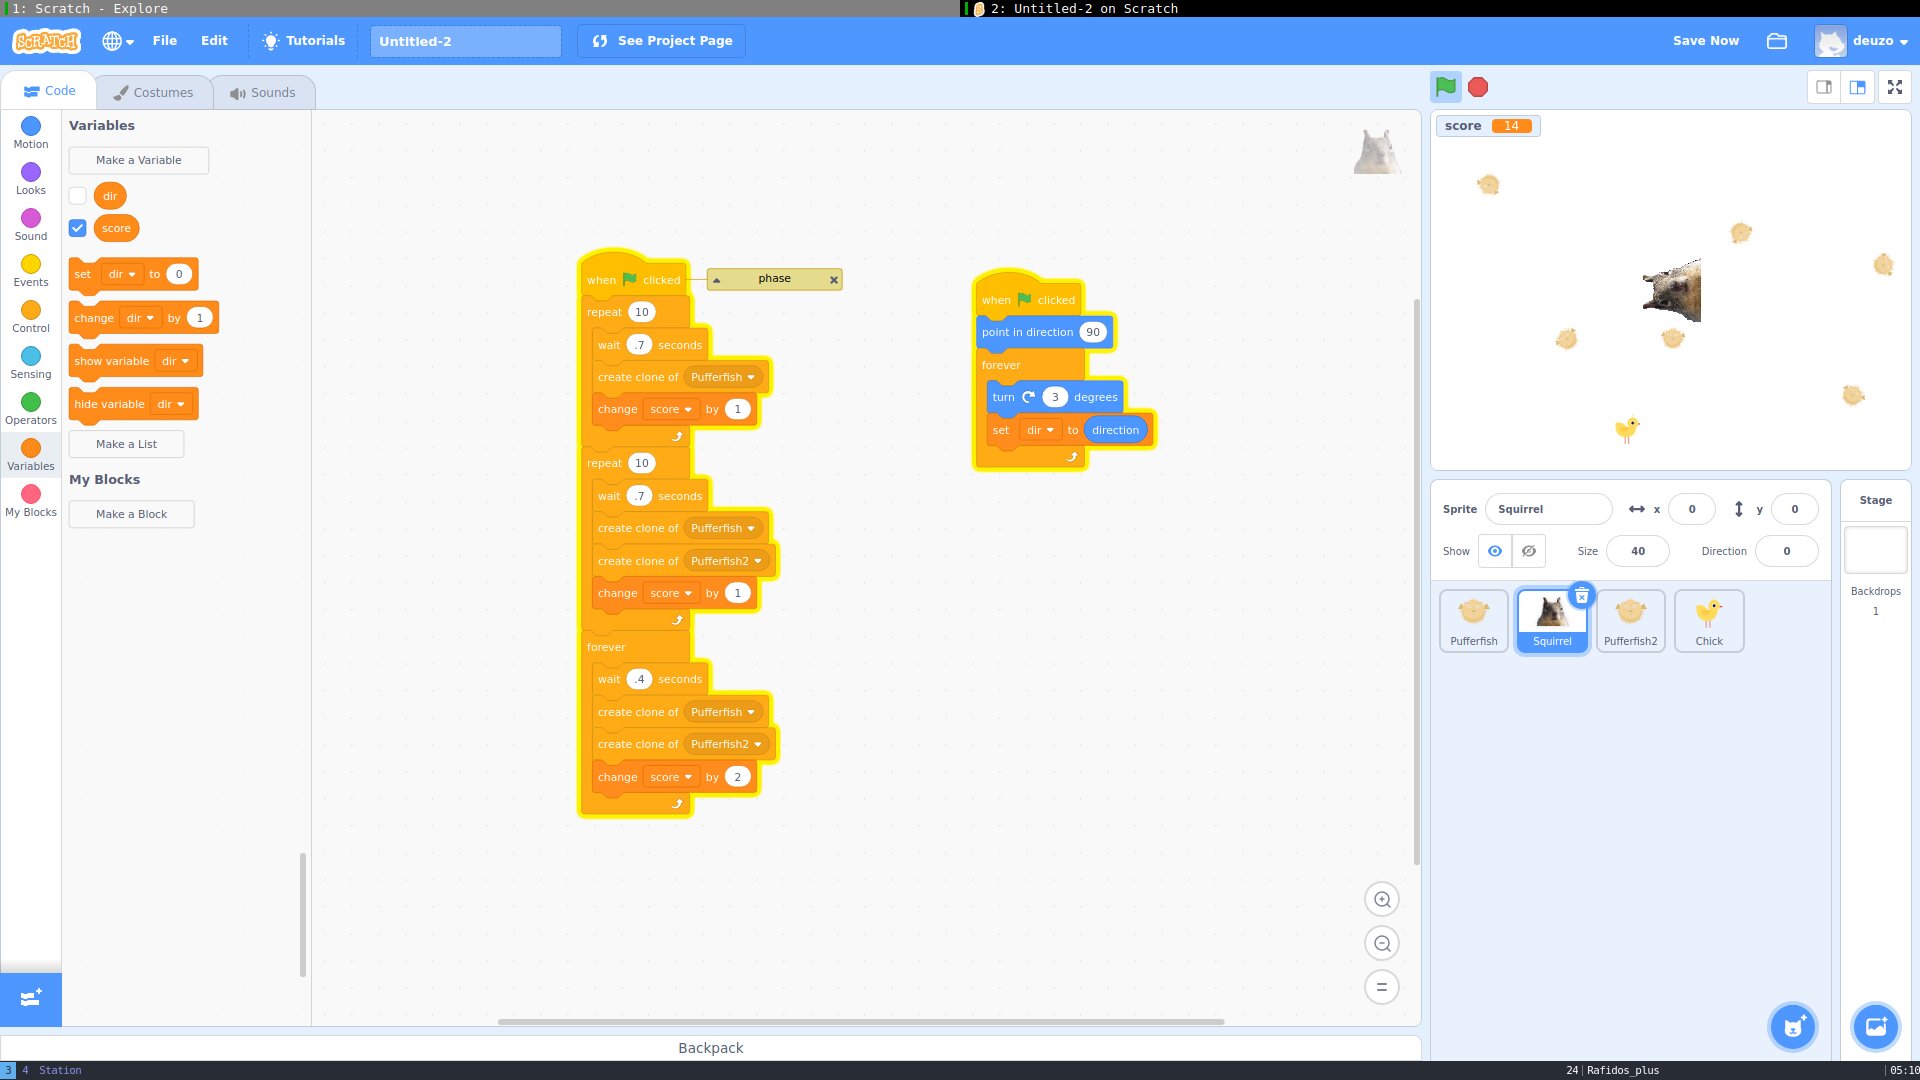 1: Scratch - Explore
2: Untitled-2 on Scratch
SCRATCH
File
Edit
Tutorials
Untitled-2
See Project Page
Save Now
deuzo
Code
Costumes
Sounds
Motion
Looks
Sound
Events
Control
Sensing
Operators
Variables
My Blocks
Variables
Make a Variable
dir
score
set dir to 0
change dir by 1
show variable dir
hide variable dir
Make a List
My Blocks
Make a Block
when clicked
phase
repeat 10
wait .7 seconds
create clone of Pufferfish
change score by 1
repeat 10
wait .7 seconds
create clone of Pufferfish
create clone of Pufferfish2
change score by 1
forever
wait .4 seconds
create clone of Pufferfish
create clone of Pufferfish2
change score by 2
when clicked
point in direction 90
forever
turn 3 degrees
set dir to direction
Backpack
score 14
Sprite Squirrel x 0 y 0
Show Size 40 Direction 0
Pufferfish
Squirrel
Pufferfish2
Chick
Stage
Backdrops
1
3 4 Station
24 Rafidos_plus 05:10